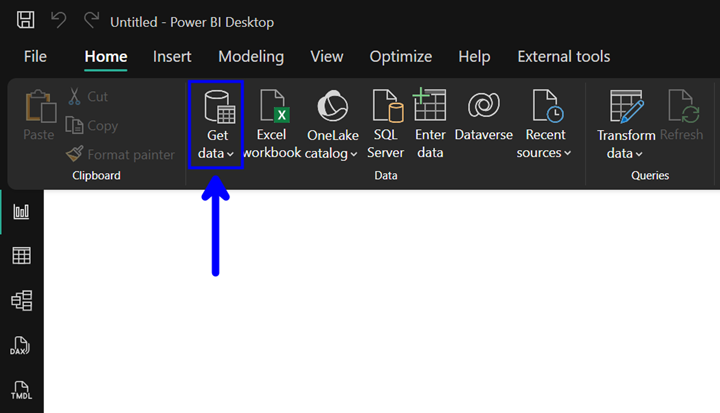 Untitled - Power BI Desktop
File Home Insert Modeling View Optimize Help External tools
Paste
Cut
Copy
Format painter
Clipboard
Get
data
Excel
workbook
OneLake
catalog
SQL
Server
Enter
data
Dataverse
Recent
sources
Data
Transform
data
Refresh
Queries
DAX
TMDL